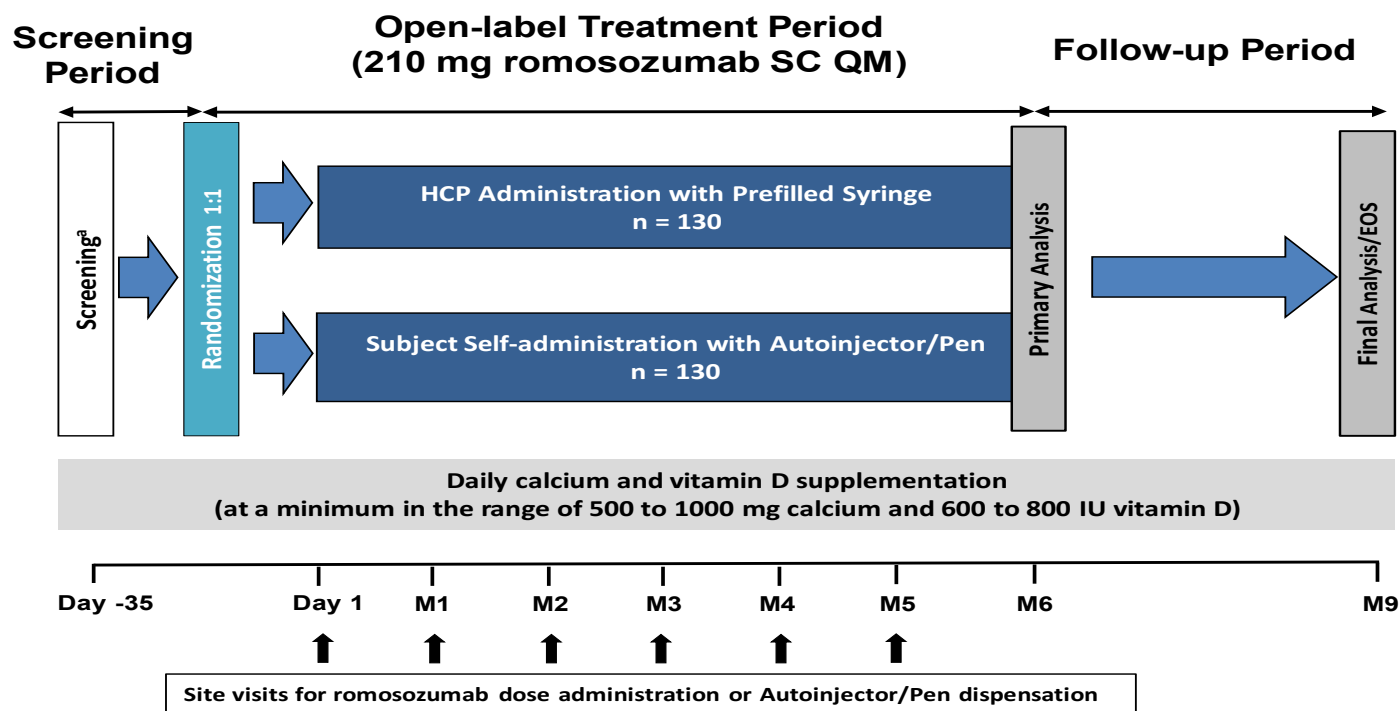 Screening
Period
Open-label Treatment Period
(210 mg romosozumab SC QM)
Follow-up Period
Screeningᵃ
Randomization 1:1
HCP Administration with Prefilled Syringe
n = 130
Subject Self-administration with Autoinjector/Pen
n = 130
Primary Analysis
Final Analysis/EOS
Daily calcium and vitamin D supplementation
(at a minimum in the range of 500 to 1000 mg calcium and 600 to 800 IU vitamin D)
Day -35 Day 1 M1 M2 M3 M4 M5 M6 M9
Site visits for romosozumab dose administration or Autoinjector/Pen dispensation